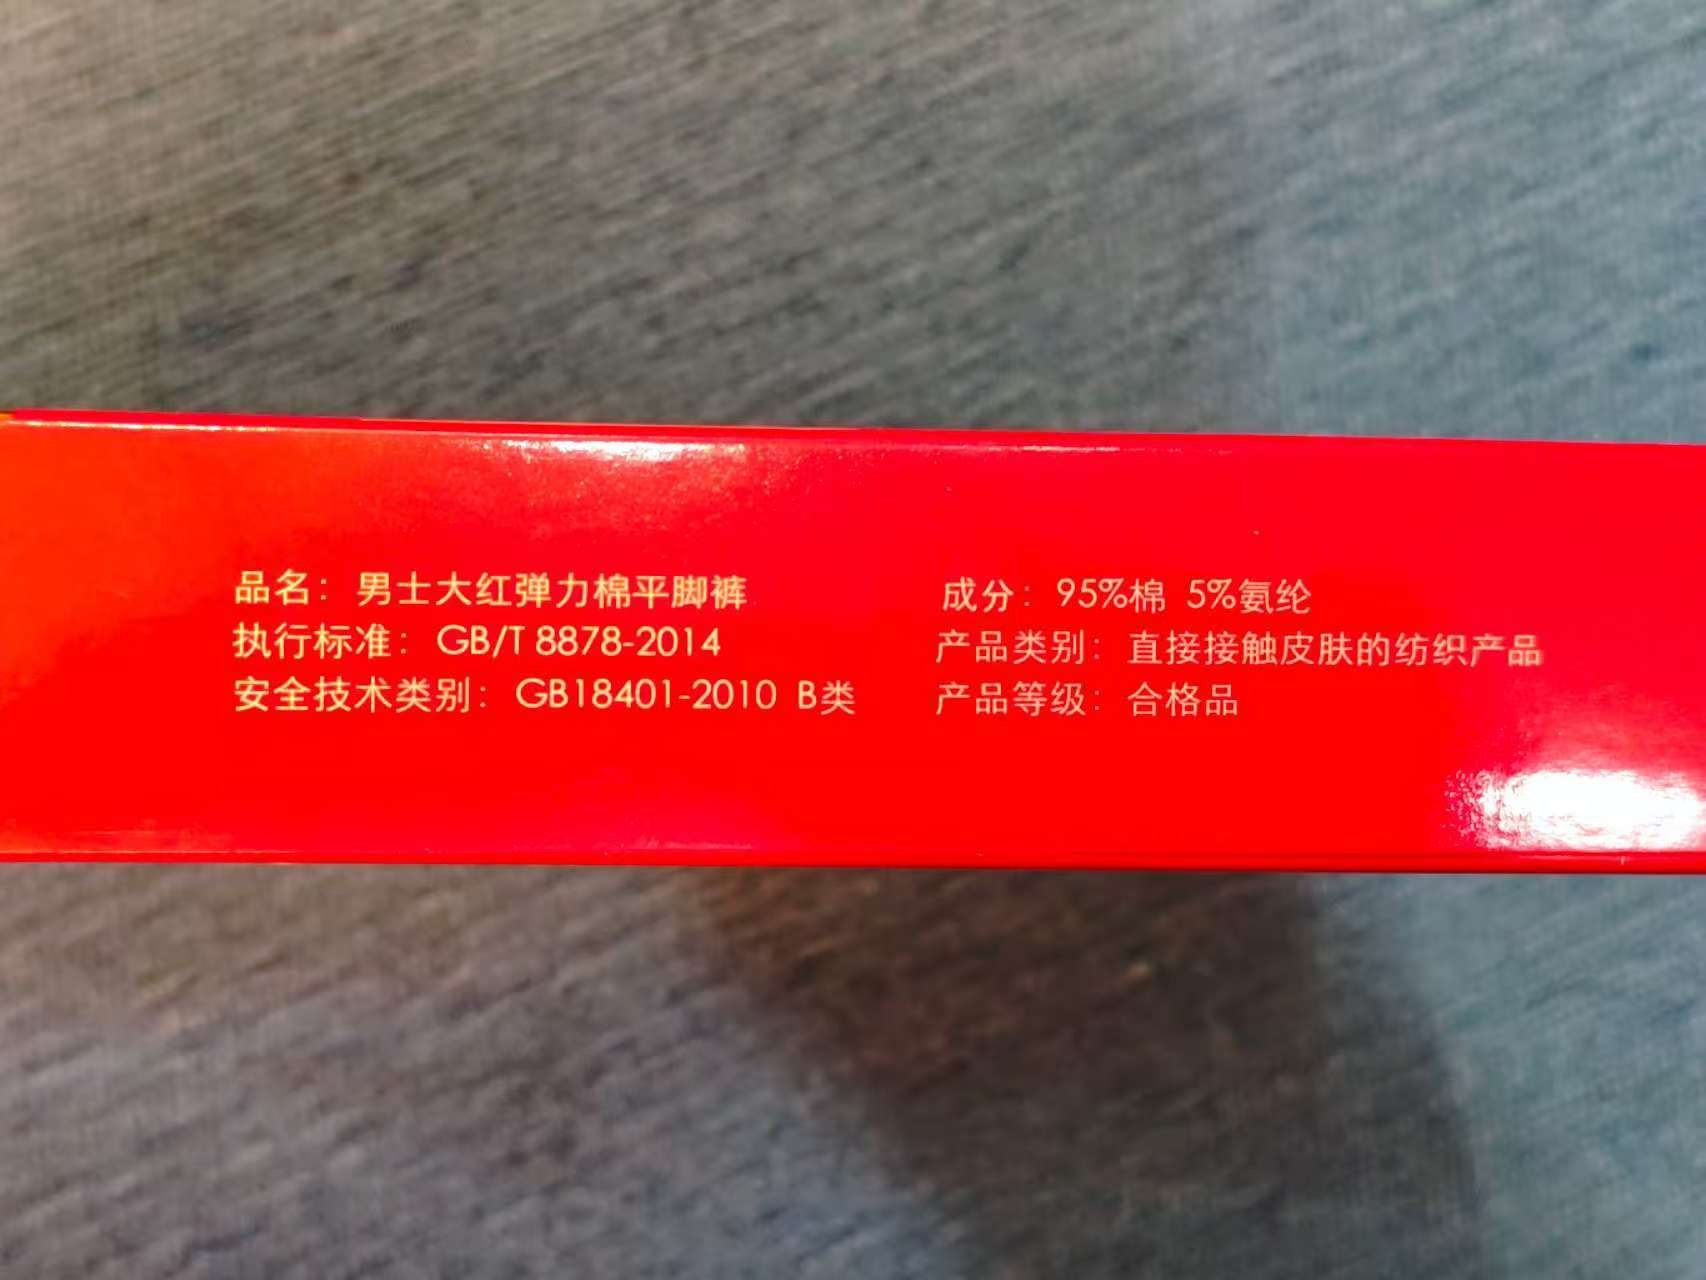 品名：男士大红弹力棉平脚裤
执行标准：GB/T 8878-2014
安全技术类别：GB18401-2010 B类
成分：95%棉 5%氨纶
产品类别：直接接触皮肤的纺织产品
产品等级：合格品